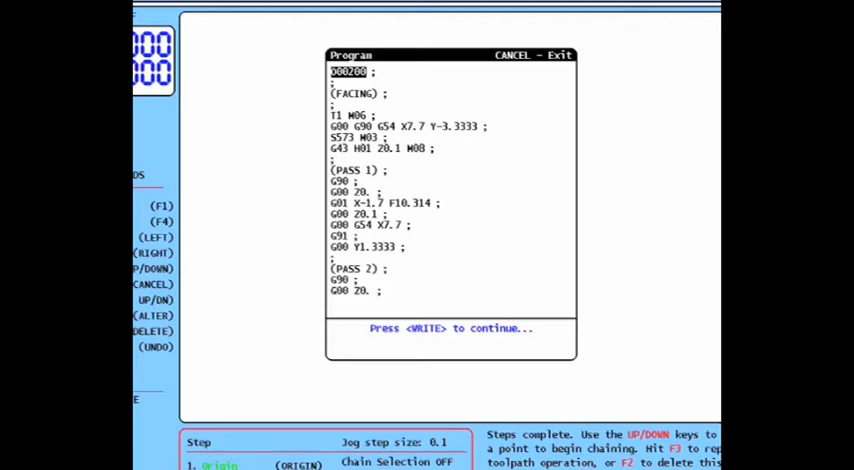 000
000
Program CANCEL - Exit
O00200 ;
;
(FACING) ;
;
T1 M06 ;
G00 G90 G54 X7.7 Y-3.3333 ;
S573 M03 ;
G43 H01 Z0.1 M08 ;
;
(PASS 1) ;
G90 ;
G00 Z0. ;
G01 X-1.7 F10.314 ;
G00 Z0.1 ;
G00 G54 X7.7 ;
G91 ;
G00 Y1.3333 ;
;
(PASS 2) ;
G90 ;
G00 Z0. ;
Press <WRITE> to continue...
DS
(F1)
(F4)
(LEFT)
(RIGHT)
P/DOWN)
CANCEL)
UP/DN)
(ALTER)
DELETE)
(UNDO)
E
Step Jog step size: 0.1
1. Origin (ORIGIN) Chain Selection OFF
Steps complete. Use the UP/DOWN keys to
a point to begin chaining. Hit F3 to rep
toolpath operation, or F2 to delete this